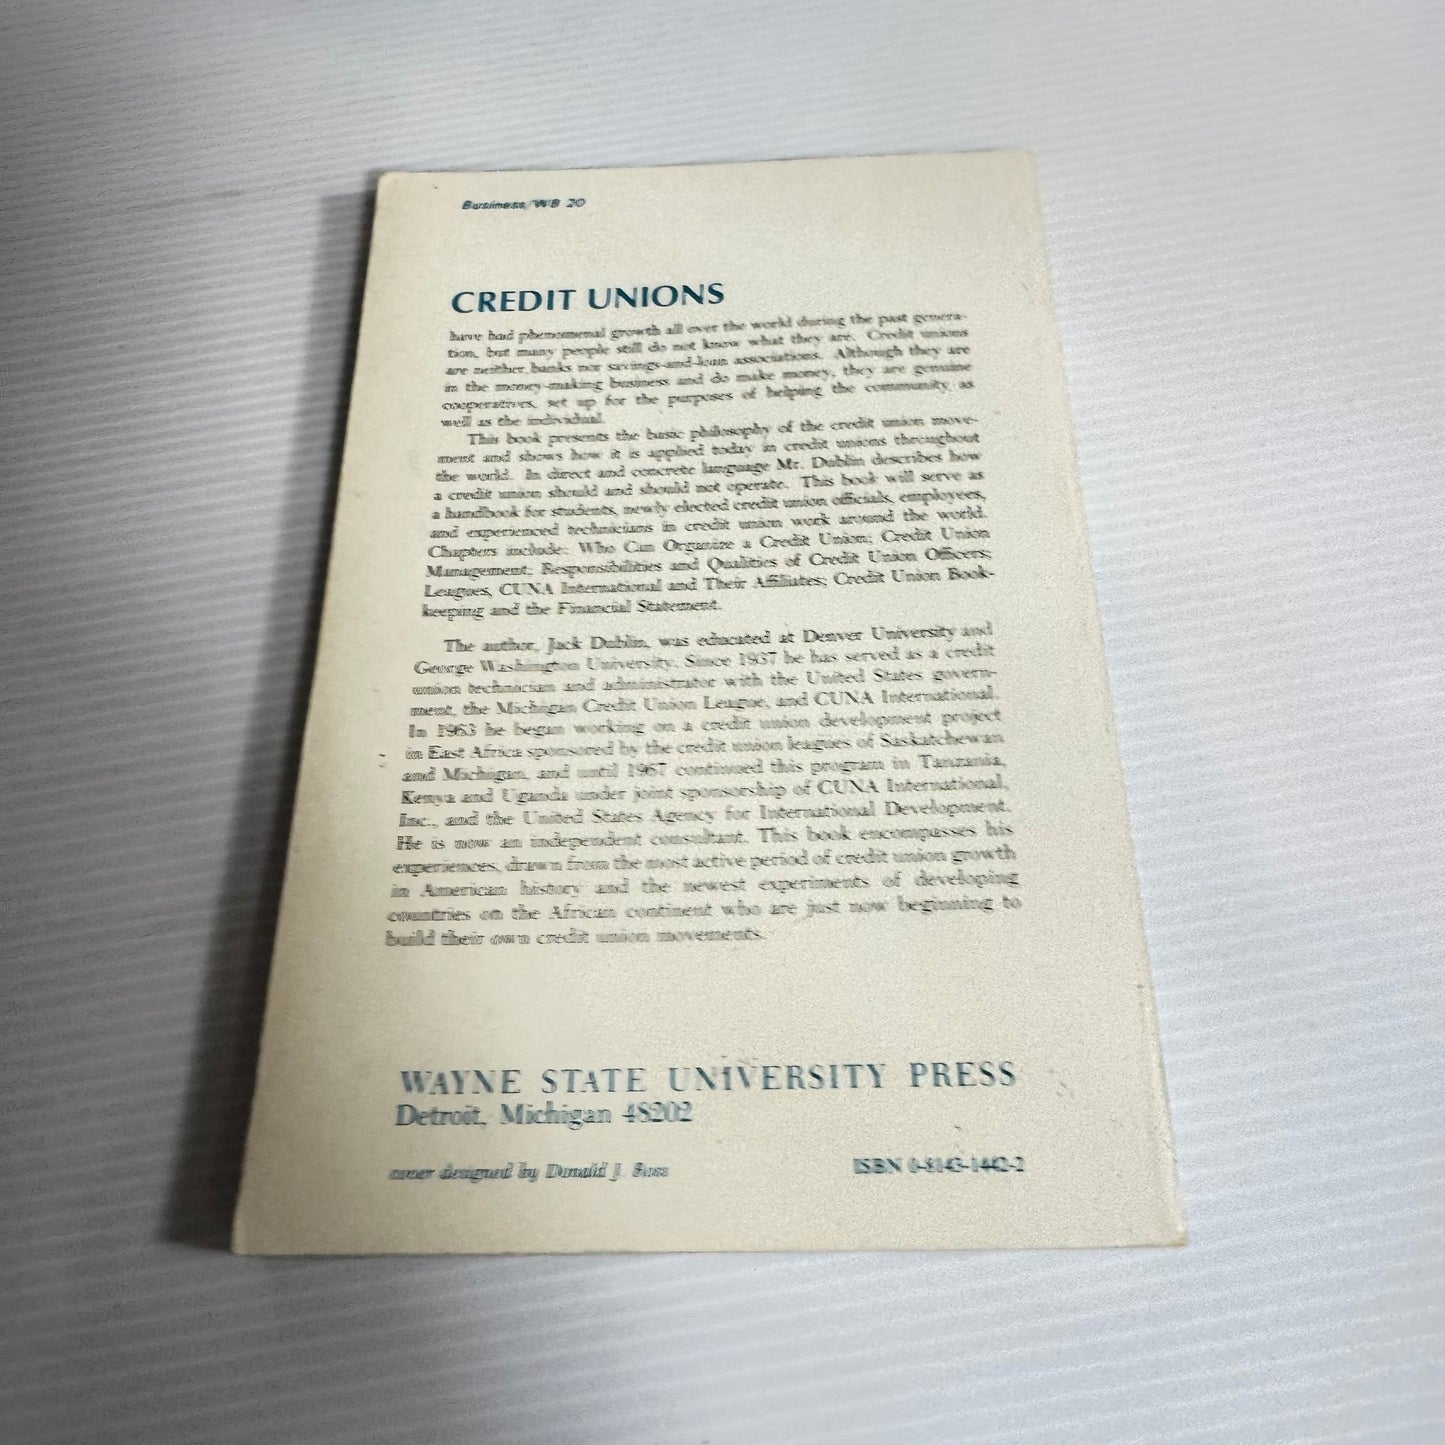 Business/WB 20
CREDIT UNIONS
have had phenomenal growth all over the world during the past genera-
tion, but many people still do not know what they are. Credit unions
are neither banks nor savings-and-loan associations. Although they are
in the money-making business and do make money, they are genuine
cooperatives, set up for the purposes of helping the community as
well as the individual.
This book presents the basic philosophy of the credit union move-
ment and shows how it is applied today in credit unions throughout
the world. In direct and concrete language Mr. Dublin describes how
a credit union should and should not operate. This book will serve as
a handbook for students, newly elected credit union officials, employees,
and experienced technicians in credit union work around the world.
Chapters include: Who Can Organize a Credit Union; Credit Union
Management; Responsibilities and Qualities of Credit Union Officers;
Leagues, CUNA International and Their Affiliates; Credit Union Book-
keeping and the Financial Statement.
The author, Jack Dublin, was educated at Denver University and
George Washington University. Since 1937 he has served as a credit
union technician and administrator with the United States govern-
ment, the Michigan Credit Union League, and CUNA International.
In 1963 he began working on a credit union development project
in East Africa sponsored by the credit union leagues of Saskatchewan
and Michigan, and until 1967 continued this program in Tanzania,
Kenya and Uganda under joint sponsorship of CUNA International,
Inc., and the United States Agency for International Development.
He is now an independent consultant. This book encompasses his
experiences, drawn from the most active period of credit union growth
in American history and the newest experiments of developing
countries on the African continent who are just now beginning to
build their own credit union movements.
WAYNE STATE UNIVERSITY PRESS
Detroit, Michigan 48202
cover designed by Donald J. Ross
ISBN 0-8143-1442-2